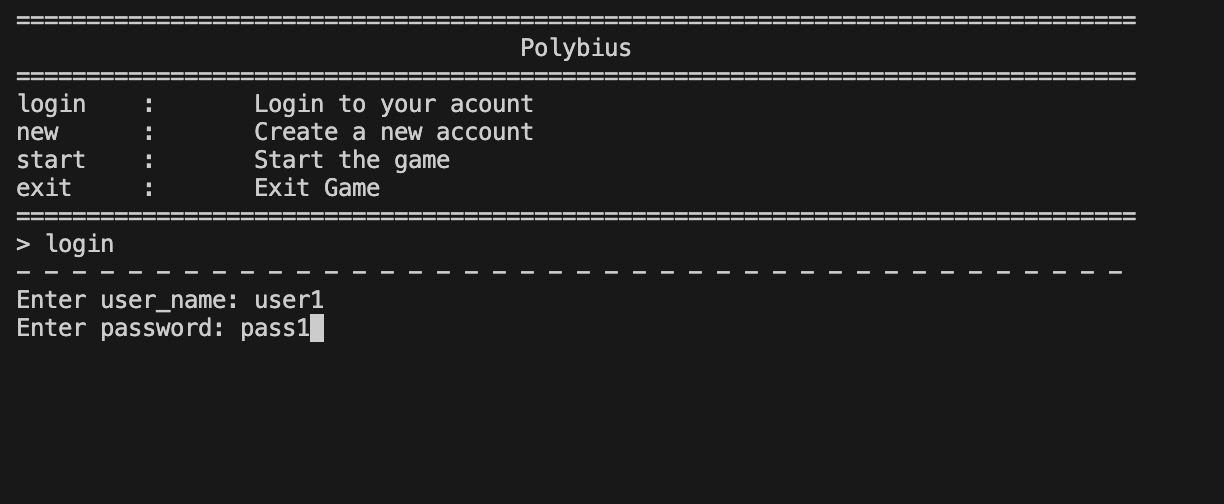 ================================================================================
Polybius
================================================================================
login    :       Login to your acount
new      :       Create a new account
start    :       Start the game
exit     :       Exit Game
================================================================================
> login
- - - - - - - - - - - - - - - - - - - - - - - - - - - - - - - - - - - - - - - -
Enter user_name: user1
Enter password: pass1